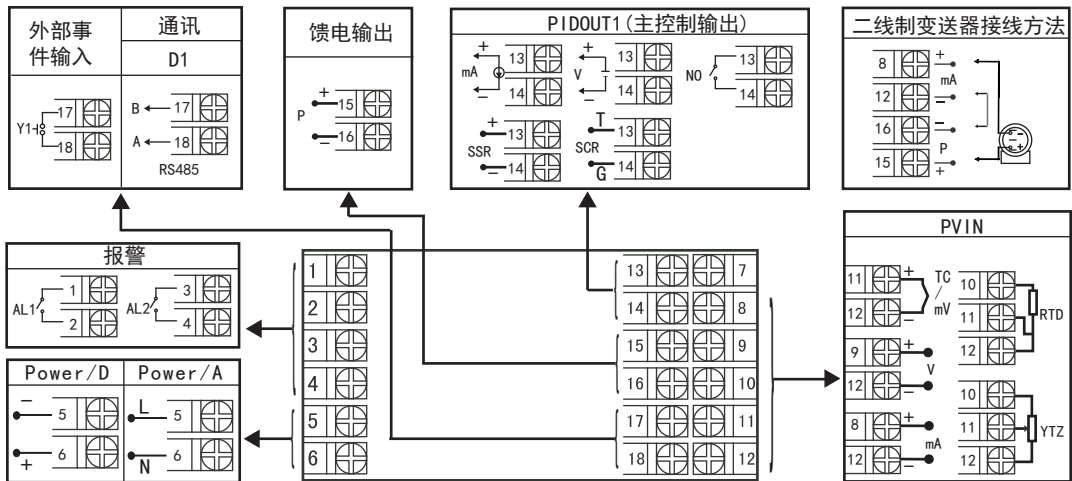 外部事
件输入
通讯
D1
Y1
17
18
B
17
A
18
RS485
馈电输出
P
+
15
-
16
PIDOUT1(主控制输出)
+
mA
-
13
14
+
V
-
13
14
NO
13
14
+
SSR
-
13
14
T
SCR
G
13
14
二线制变送器接线方法
8
+
mA
12
-
16
-
P
15
+
-
- +
报警
AL1
1
2
AL2
3
4
Power/D
Power/A
-
5
+
6
L
5
N
6
1
2
3
4
5
6
13
7
14
8
15
9
16
10
17
11
18
12
PVIN
11
+
TC
/
mV
12
-
9
+
V
12
-
8
+
mA
12
-
10
11
RTD
12
10
11
YTZ
12